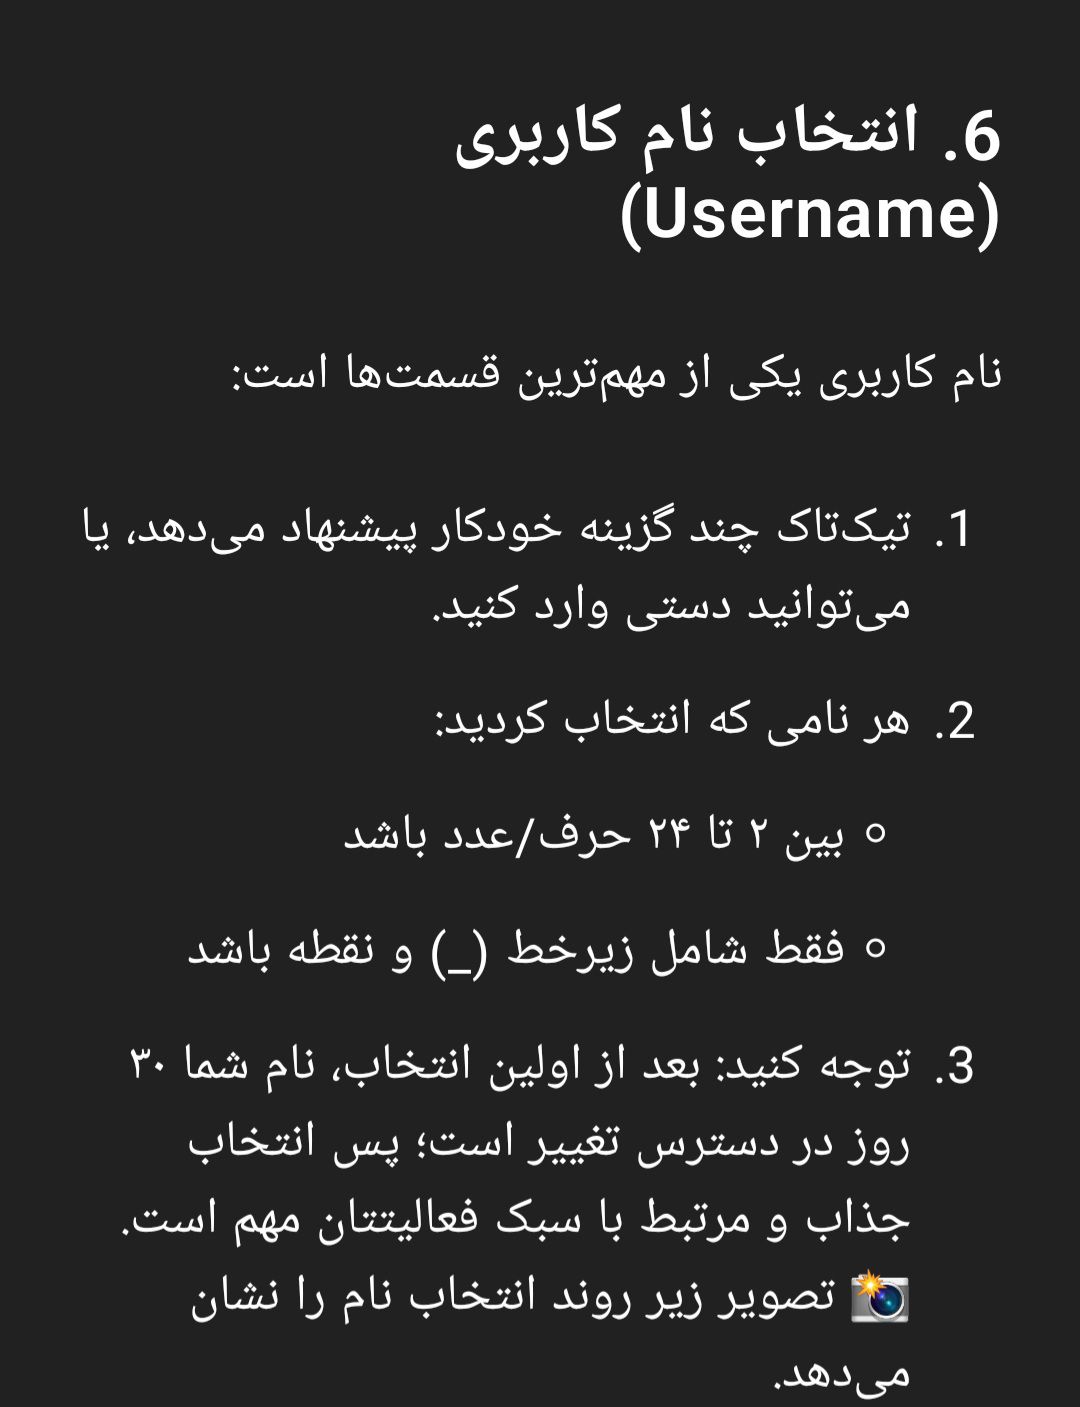 6. انتخاب نام کاربری
(Username)
نام کاربری یکی از مهم‌ترین قسمت‌ها است:
1. تیک‌تاک چند گزینه خودکار پیشنهاد می‌دهد، یا
می‌توانید دستی وارد کنید.
2. هر نامی که انتخاب کردید:
○ بین ۲ تا ۲۴ حرف/عدد باشد
○ فقط شامل زیرخط (_) و نقطه باشد
3. توجه کنید: بعد از اولین انتخاب، نام شما ۳۰
روز در دسترس تغییر است؛ پس انتخاب
جذاب و مرتبط با سبک فعالیتتان مهم است.
📸 تصویر زیر روند انتخاب نام را نشان
می‌دهد.